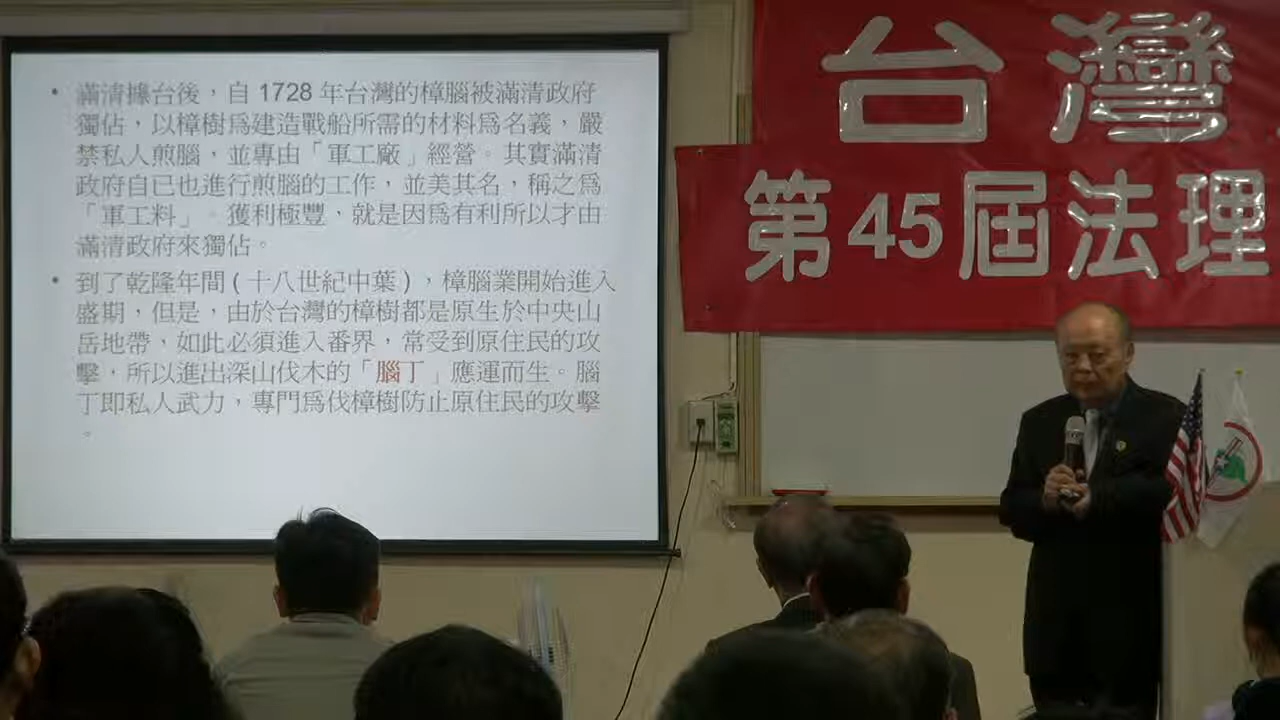 • 滿清據台後，自 1728 年台灣的樟腦被滿清政府
獨佔，以樟樹爲建造戰船所需的材料爲名義，嚴
禁私人煎腦，並專由「軍工廠」經營。其實滿清
政府自已也進行煎腦的工作，並美其名，稱之爲
「軍工料」。獲利極豐，就是因爲有利所以才由
滿清政府來獨佔。
• 到了乾隆年間 ( 十八世紀中葉 ) ，樟腦業開始進入
盛期，但是，由於台灣的樟樹都是原生於中央山
岳地帶，如此必須進入番界，常受到原住民的攻
擊，所以進出深山伐木的「腦丁」應運而生。腦
丁即私人武力，專門爲伐樟樹防止原住民的攻擊
。
台灣
第45屆法理